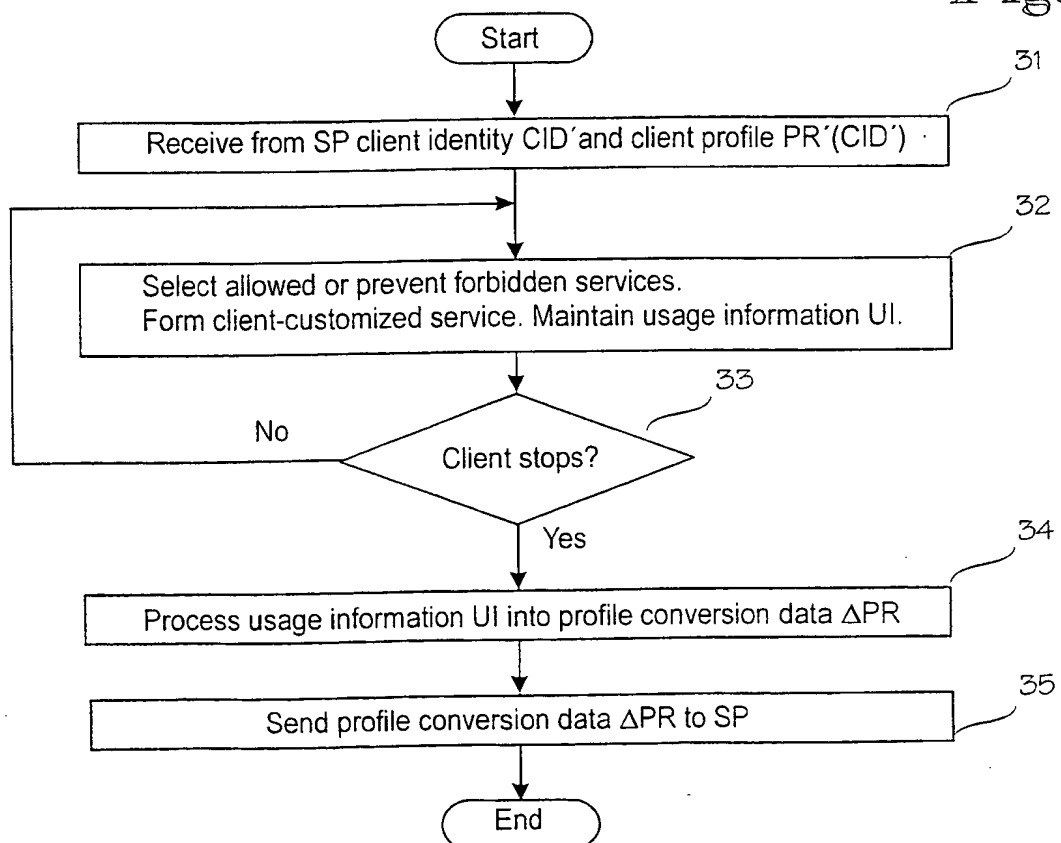 Start
31
Receive from SP client identity CID´and client profile PR´(CID´)
32
Select allowed or prevent forbidden services.
Form client-customized service. Maintain usage information UI.
33
No
Client stops?
Yes
34
Process usage information UI into profile conversion data ΔPR
35
Send profile conversion data ΔPR to SP
End